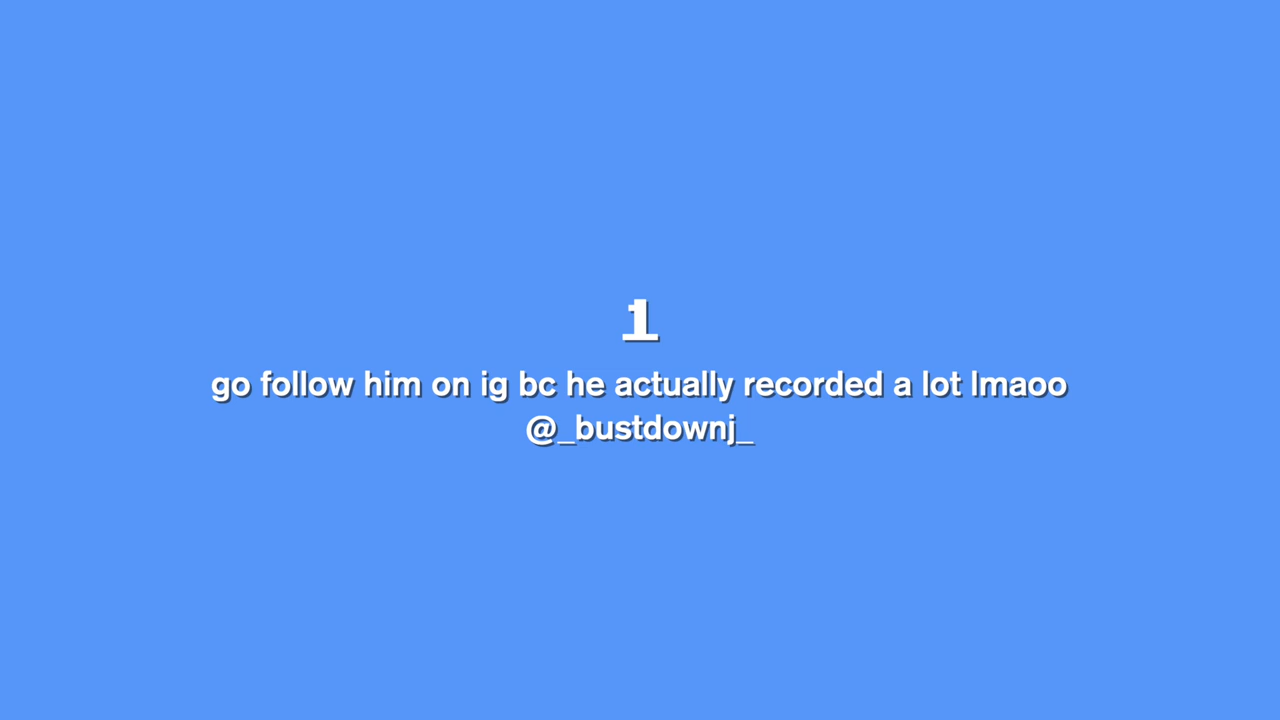 1
go follow him on ig bc he actually recorded a lot lmaoo
@_bustdownj_